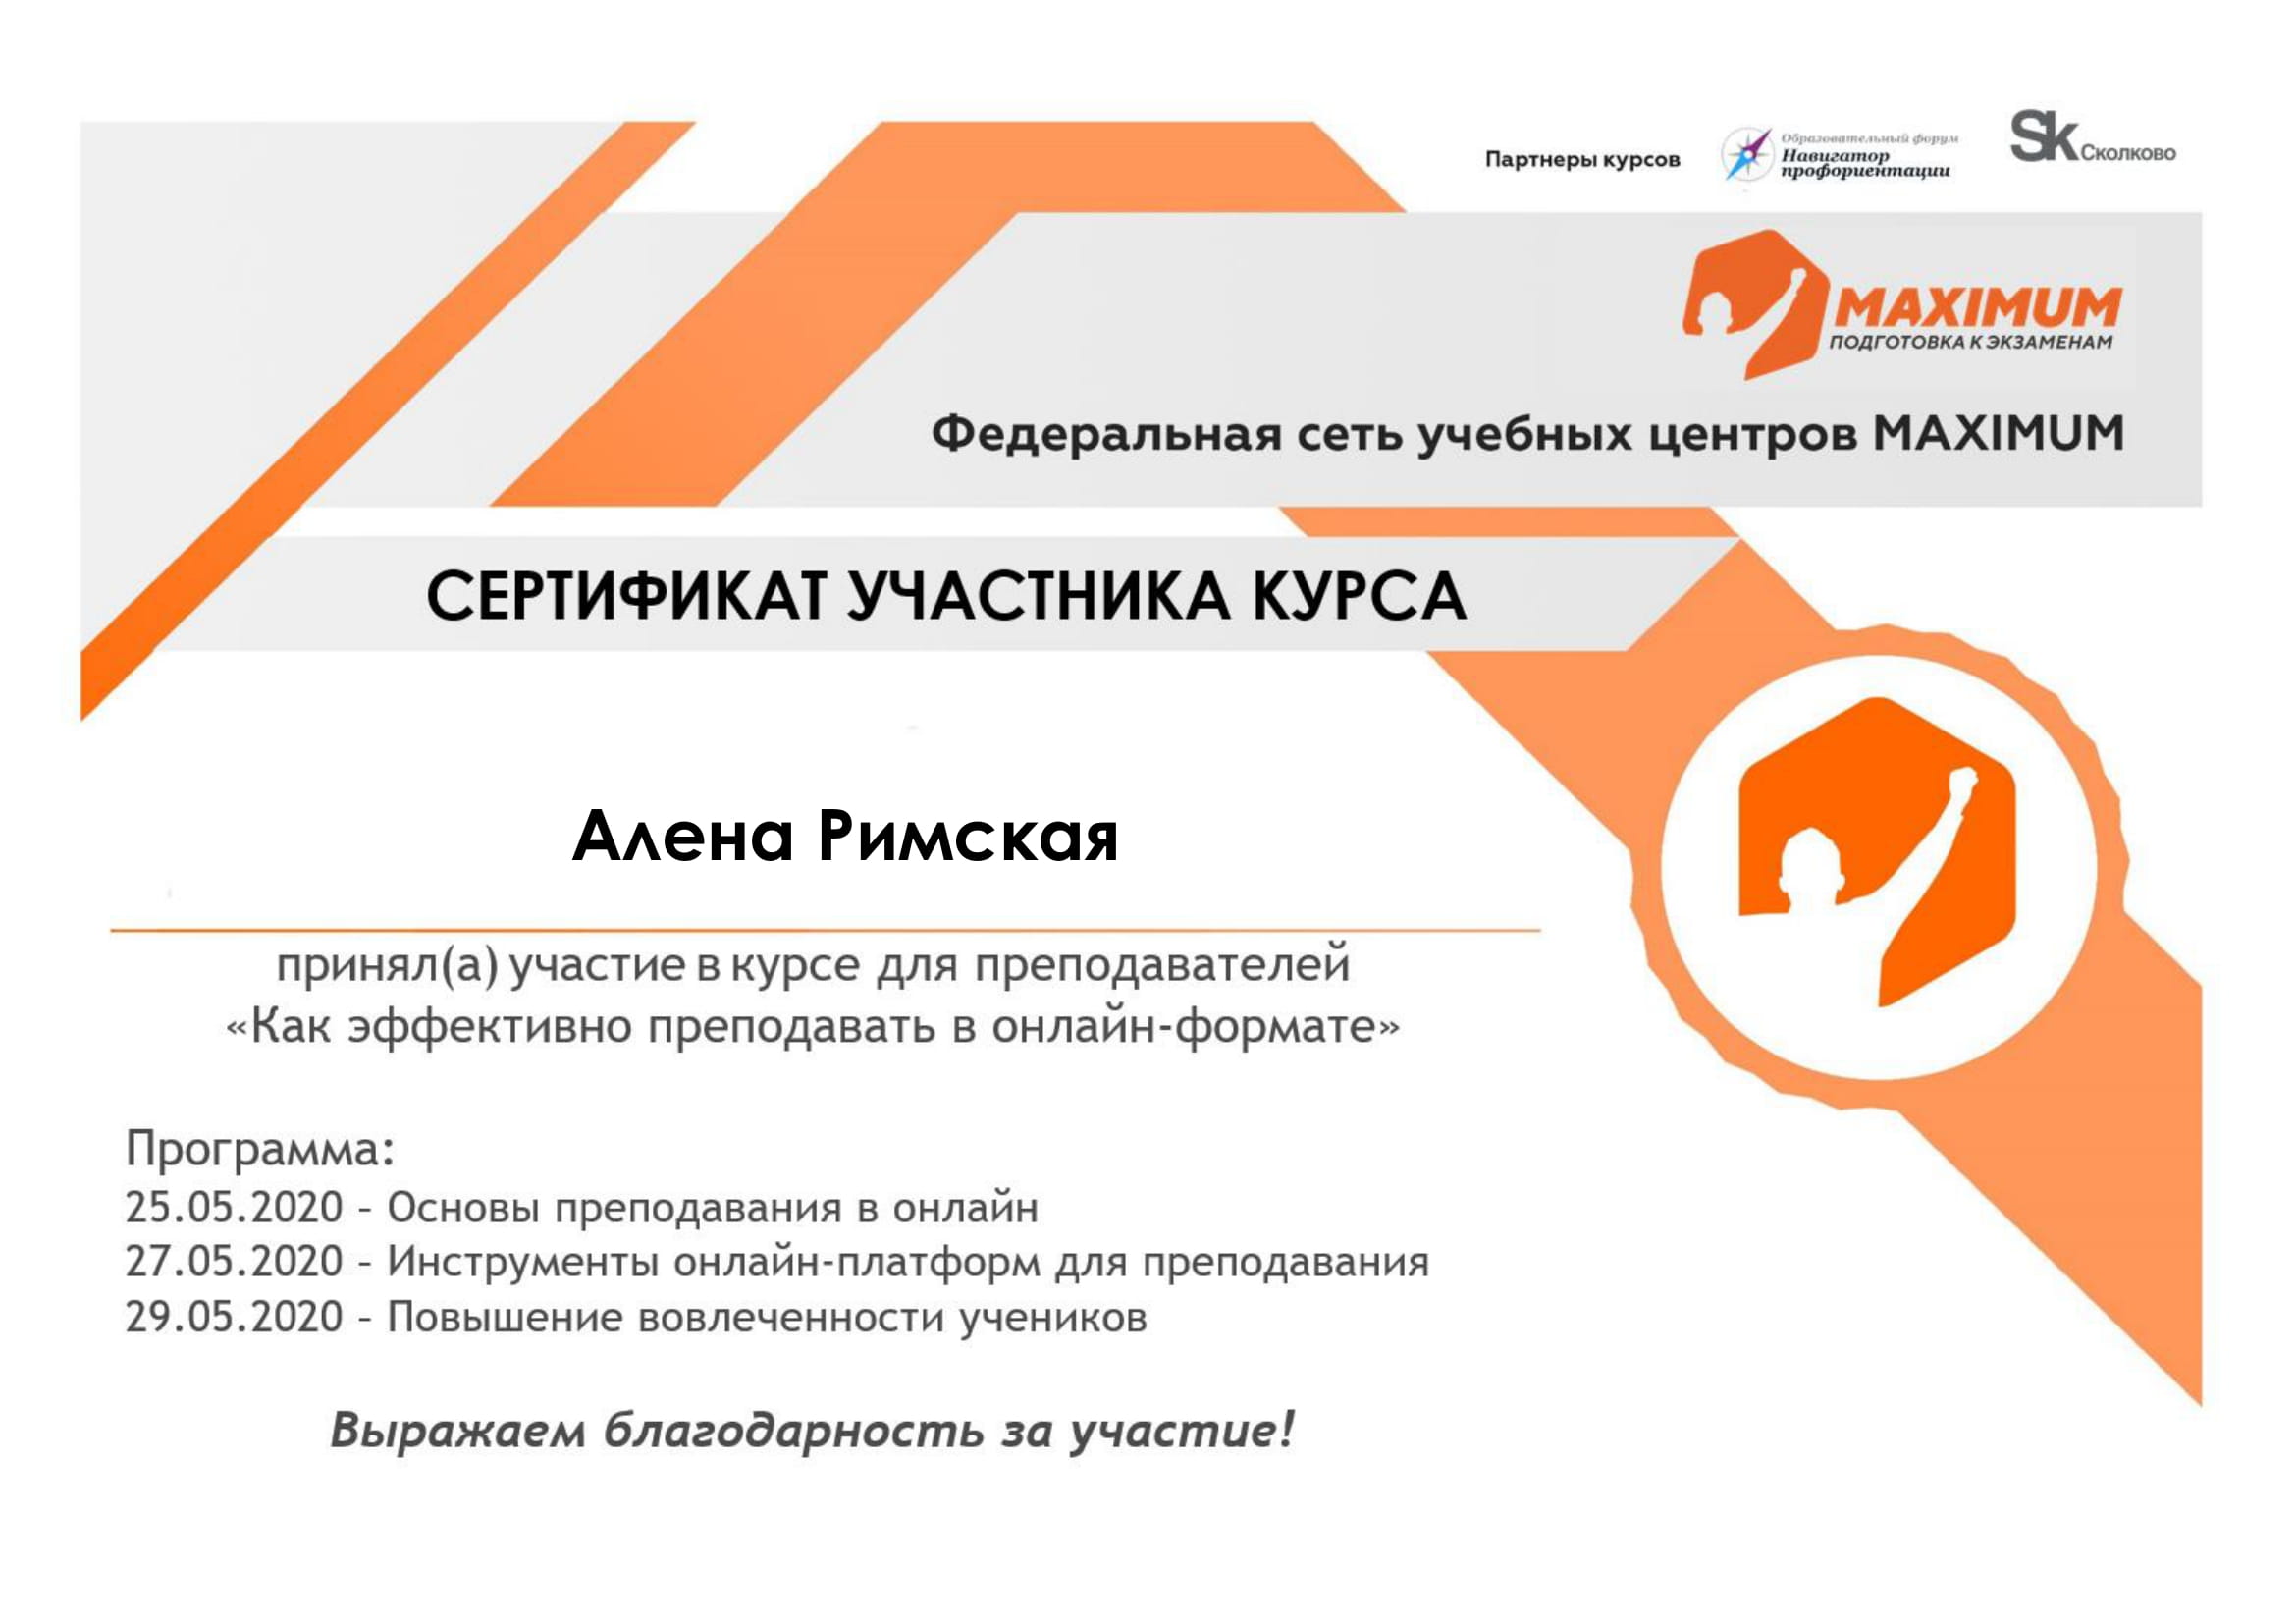 Партнеры курсов
Образовательный форум
Навигатор
профориентации
Sk Сколково
MAXIMUM
ПОДГОТОВКА К ЭКЗАМЕНАМ
Федеральная сеть учебных центров MAXIMUM
СЕРТИФИКАТ УЧАСТНИКА КУРСА
Алена Римская
принял(а) участие в курсе для преподавателей
«Как эффективно преподавать в онлайн-формате»
Программа:
25.05.2020 - Основы преподавания в онлайн
27.05.2020 - Инструменты онлайн-платформ для преподавания
29.05.2020 - Повышение вовлеченности учеников
Выражаем благодарность за участие!